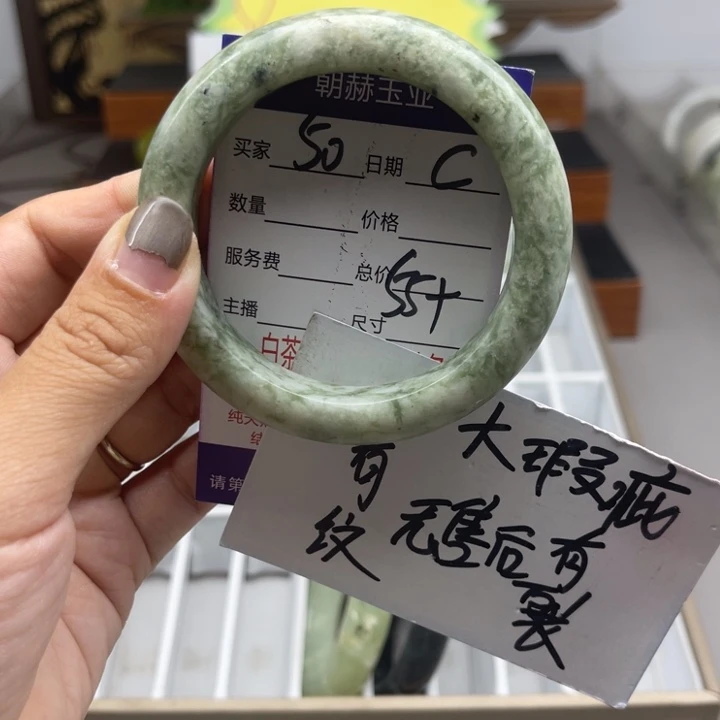 朝赫玉业
买家 50 日期 C
数量 价格
服务费 总价 55+
主播 尺寸
白茶
请第
大瑕疵
有 无售后有
纹 裂